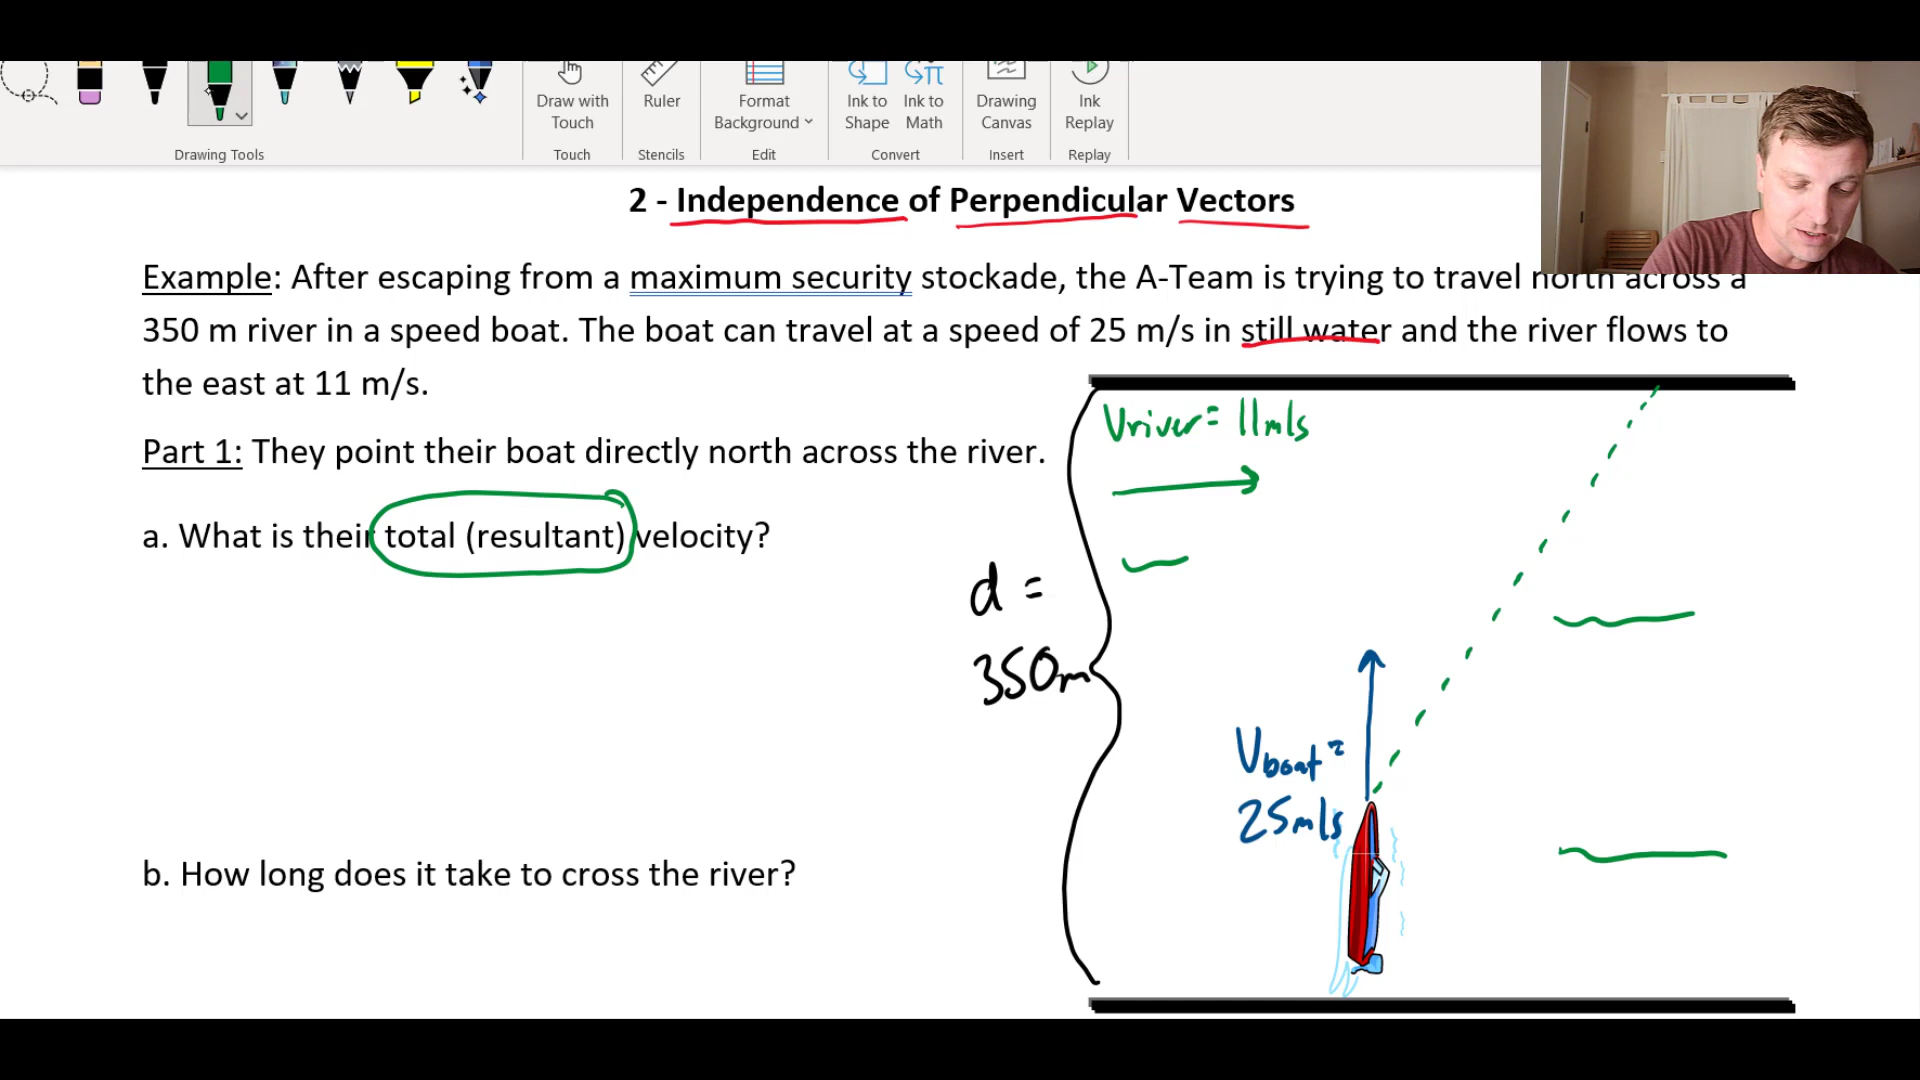 Draw with
Touch
Ruler
Format
Background
Ink to
Shape
Ink to
Math
Drawing
Canvas
Ink
Replay
Drawing Tools
Touch
Stencils
Edit
Convert
Insert
Replay
2 - Independence of Perpendicular Vectors
Example: After escaping from a maximum security stockade, the A-Team is trying to travel north across a
350 m river in a speed boat. The boat can travel at a speed of 25 m/s in still water and the river flows to
the east at 11 m/s.
Part 1: They point their boat directly north across the river.
a. What is their total (resultant) velocity?
b. How long does it take to cross the river?
Vriver = 11m/s
d =
350m
Vboat =
25m/s